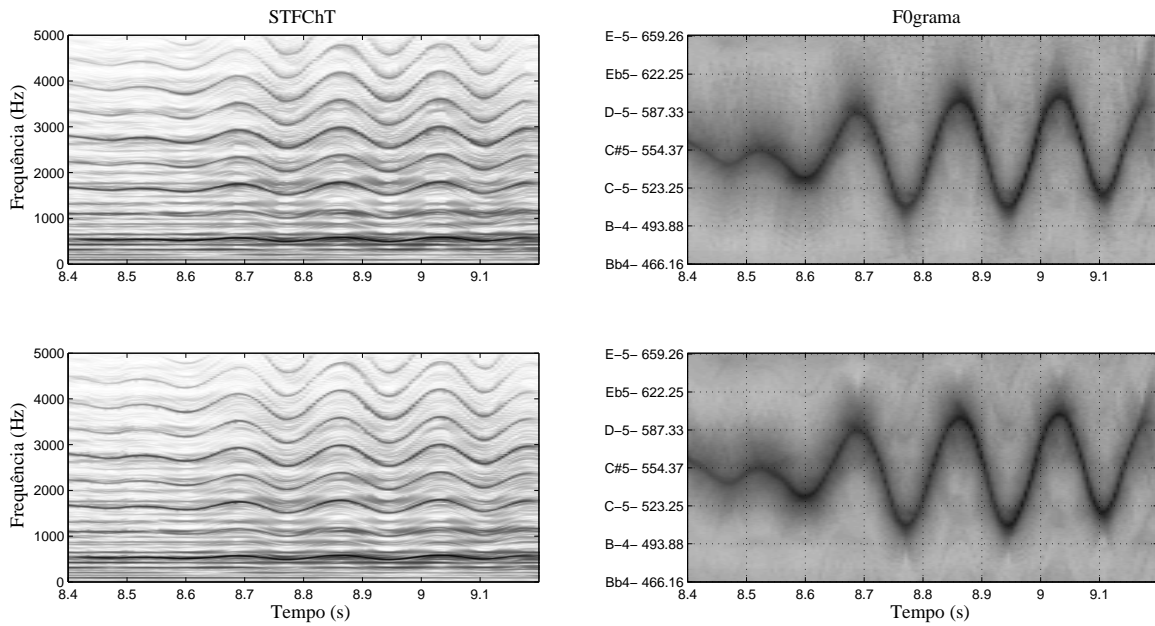 STFChT
Frequência (Hz)
5000
4000
3000
2000
1000
0
8.4 8.5 8.6 8.7 8.8 8.9 9 9.1
F0grama
E−5− 659.26
Eb5− 622.25
D−5− 587.33
C#5− 554.37
C−5− 523.25
B−4− 493.88
Bb4− 466.16
8.4 8.5 8.6 8.7 8.8 8.9 9 9.1
Frequência (Hz)
5000
4000
3000
2000
1000
0
8.4 8.5 8.6 8.7 8.8 8.9 9 9.1
Tempo (s)
E−5− 659.26
Eb5− 622.25
D−5− 587.33
C#5− 554.37
C−5− 523.25
B−4− 493.88
Bb4− 466.16
8.4 8.5 8.6 8.7 8.8 8.9 9 9.1
Tempo (s)